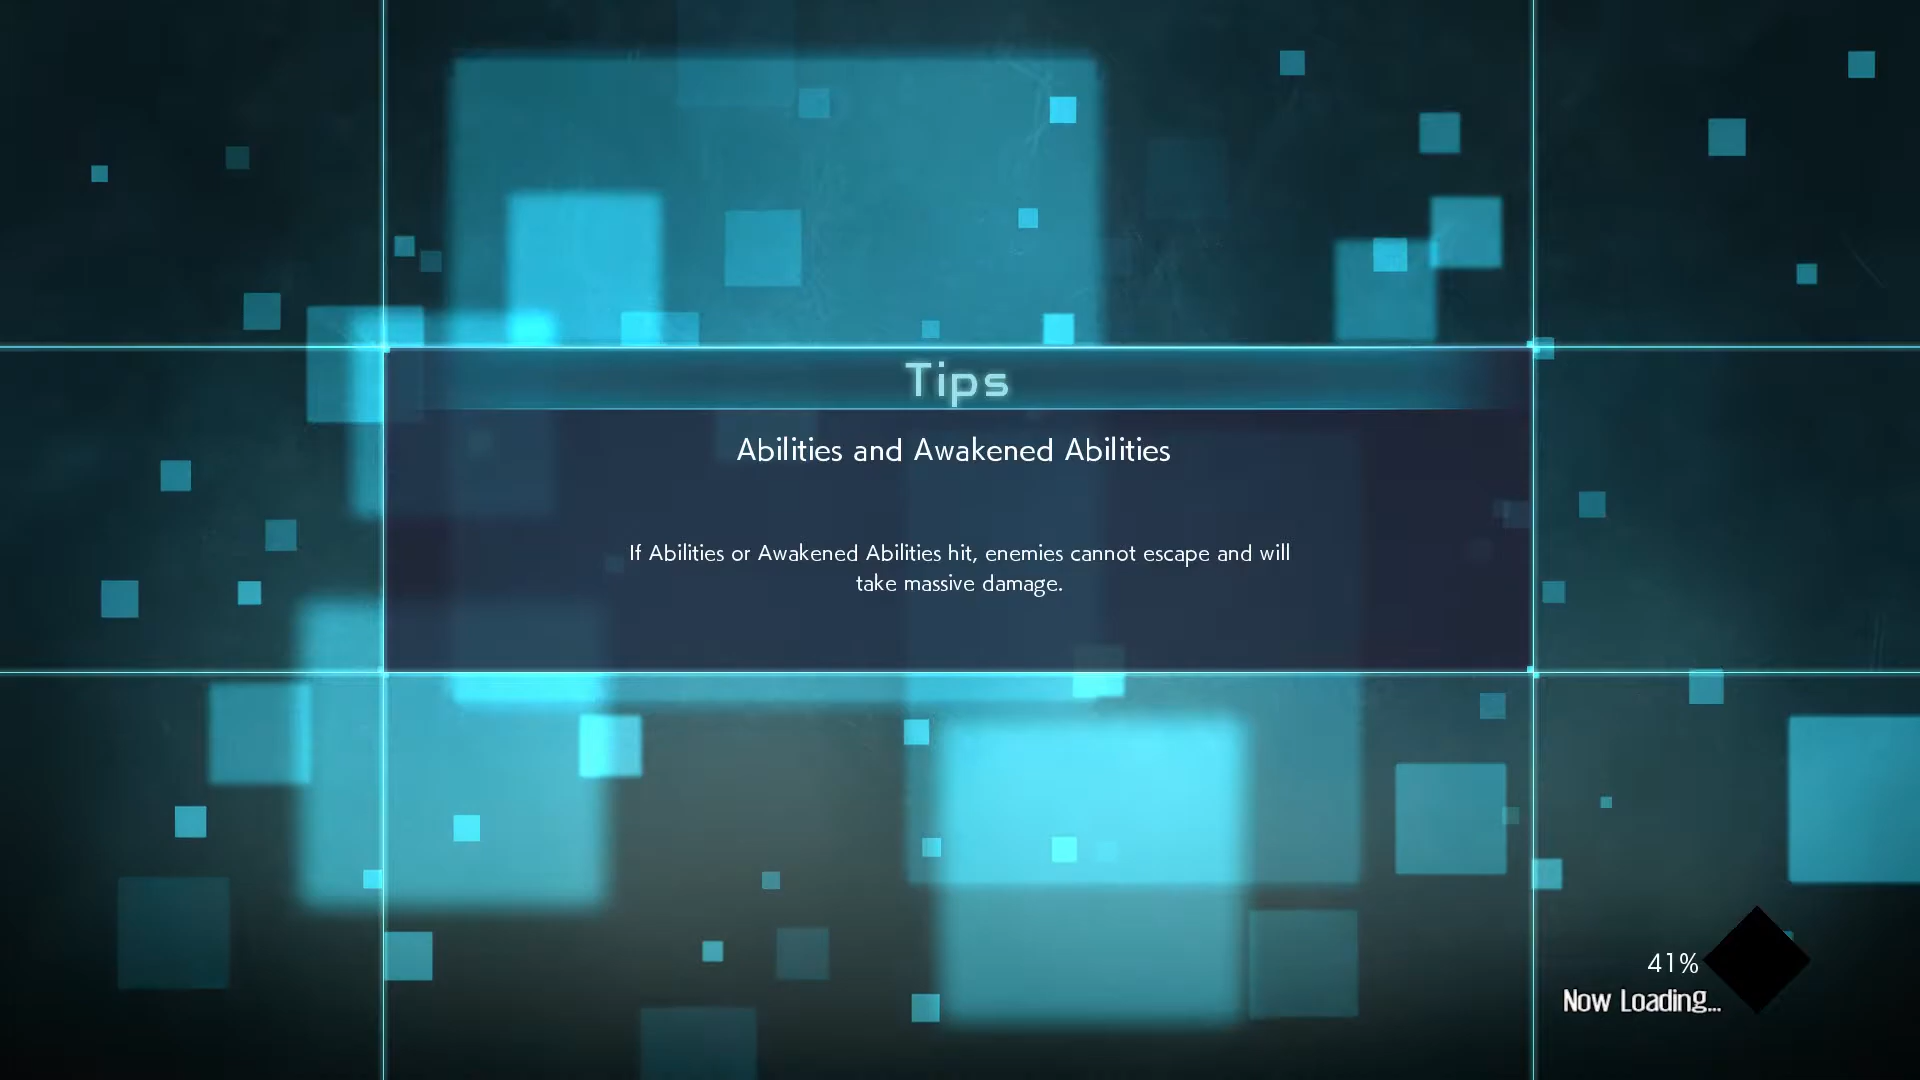 Tips
Abilities and Awakened Abilities
If Abilities or Awakened Abilities hit, enemies cannot escape and will
take massive damage.
41%
Now Loading...